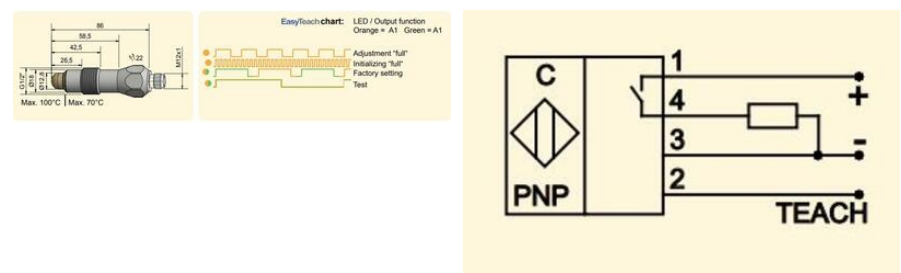 86
58,5
42,5
26,5
22
M12x1
G1/2"
Ø18
Ø12,8
Max. 100°C
Max. 70°C
EasyTeach chart:
LED / Output function
Orange = A1 Green = A1
Adjustment "full"
Initializing "full"
Factory setting
Test
C
PNP
1
4
3
2
+
-
TEACH